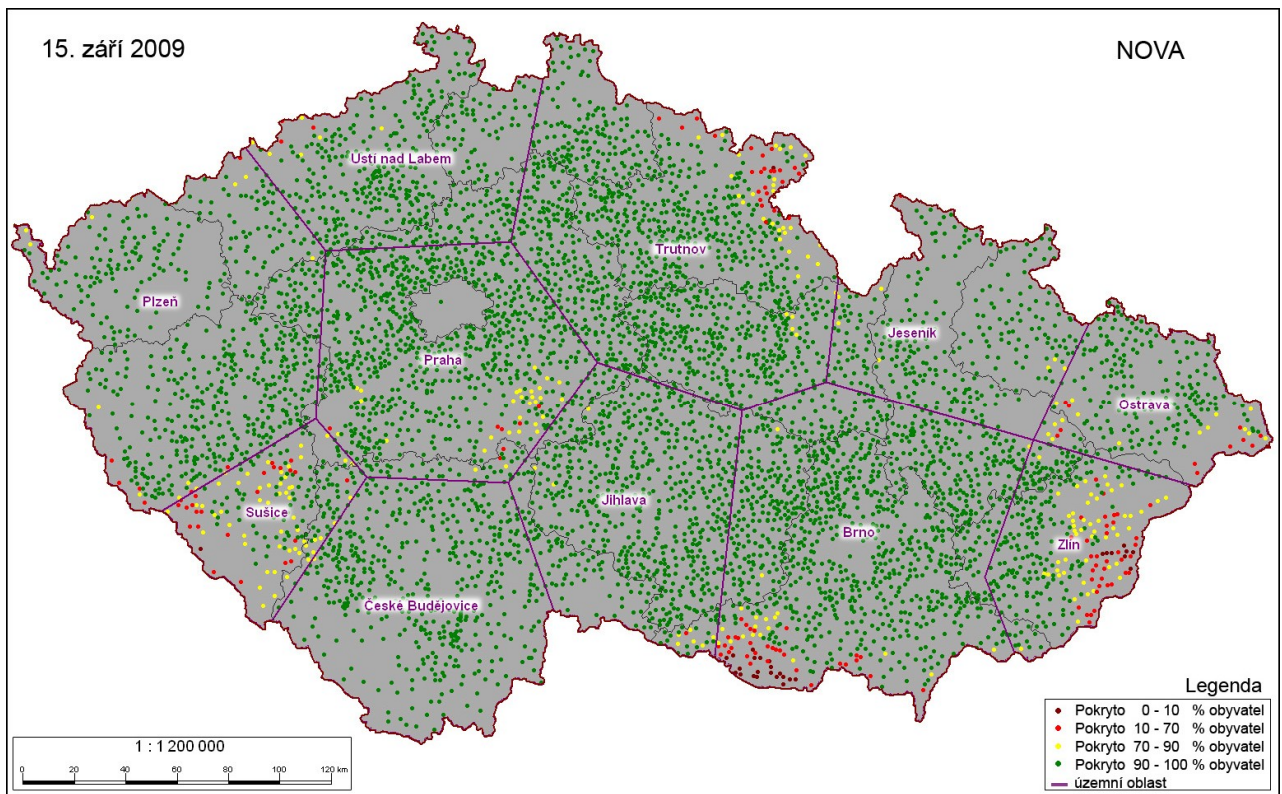 15. září 2009
NOVA
Ústí nad Labem
Trutnov
Plzeň
Praha
Jeseník
Ostrava
Sušice
Jihlava
Brno
Zlín
České Budějovice
Legenda
Pokryto 0 - 10 % obyvatel
Pokryto 10 - 70 % obyvatel
Pokryto 70 - 90 % obyvatel
Pokryto 90 - 100 % obyvatel
územní oblast
1 : 1 200 000
0 20 40 60 80 100 120 km